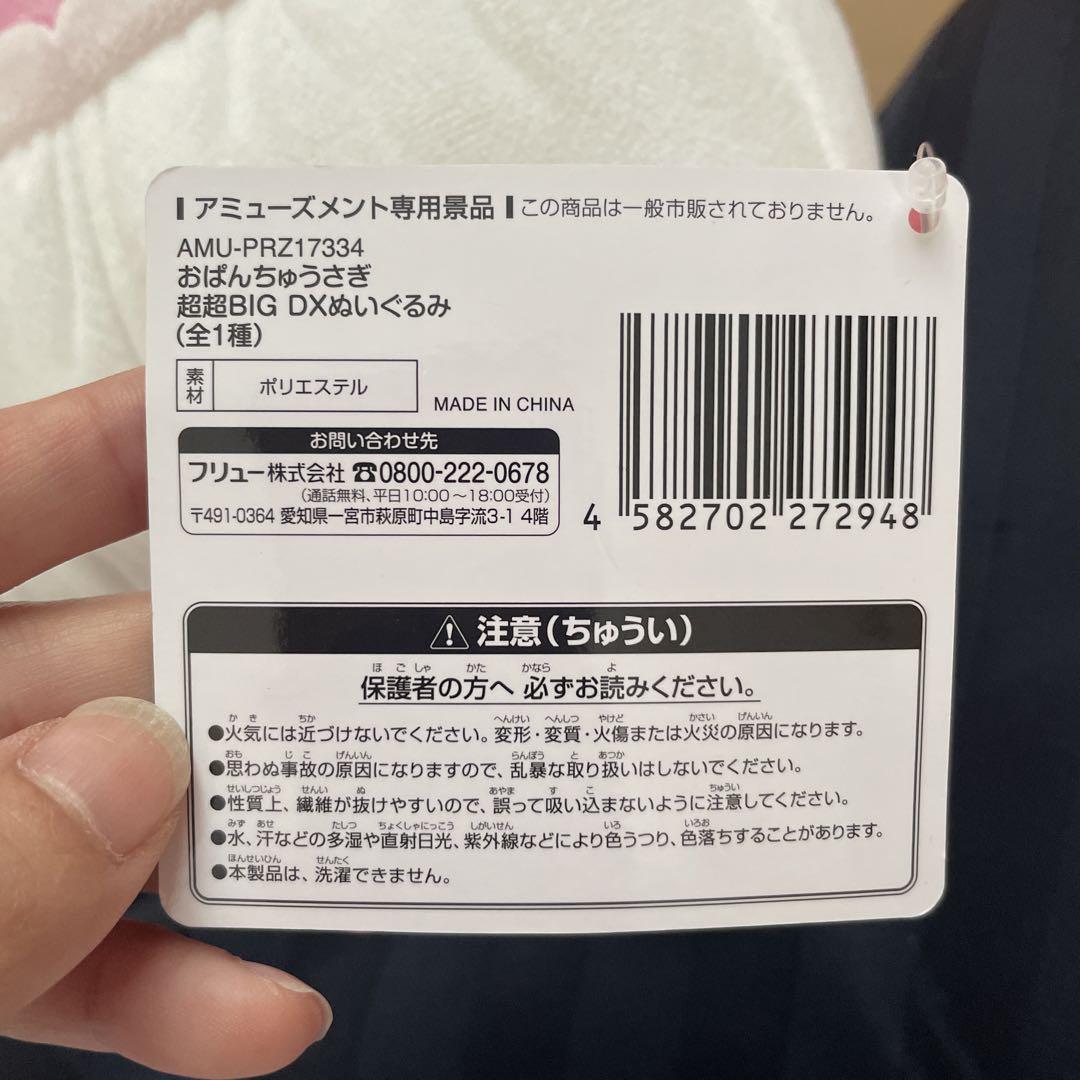 アミューズメント専用景品 この商品は一般市販されておりません。
AMU-PRZ17334
おぱんちゅうさぎ
超超BIG DXぬいぐるみ
(全1種)
素材 ポリエステル
MADE IN CHINA
お問い合わせ先
フリュー株式会社 ☎0800-222-0678
(通話無料、平日10:00〜18:00受付)
〒491-0364 愛知県一宮市萩原町中島字流3-1 4階
4 582702 272948
⚠ 注意(ちゅうい)
ほごしゃ かた かなら よ
保護者の方へ 必ずお読みください。
かき ちか へんけい へんしつ やけど かさい げんいん
●火気には近づけないでください。変形・変質・火傷または火災の原因になります。
おも じこ げんいん らんぼう と あつか
●思わぬ事故の原因になりますので、乱暴な取り扱いはしないでください。
せいしつじょう せんい ぬ あやま す こ ちゅうい
●性質上、繊維が抜けやすいので、誤って吸い込まないように注意してください。
みず あせ たしつ ちょくしゃにっこう しがいせん いろ いろお
●水、汗などの多湿や直射日光、紫外線などにより色うつり、色落ちすることがあります。
ほんせいひん せんたく
●本製品は、洗濯できません。